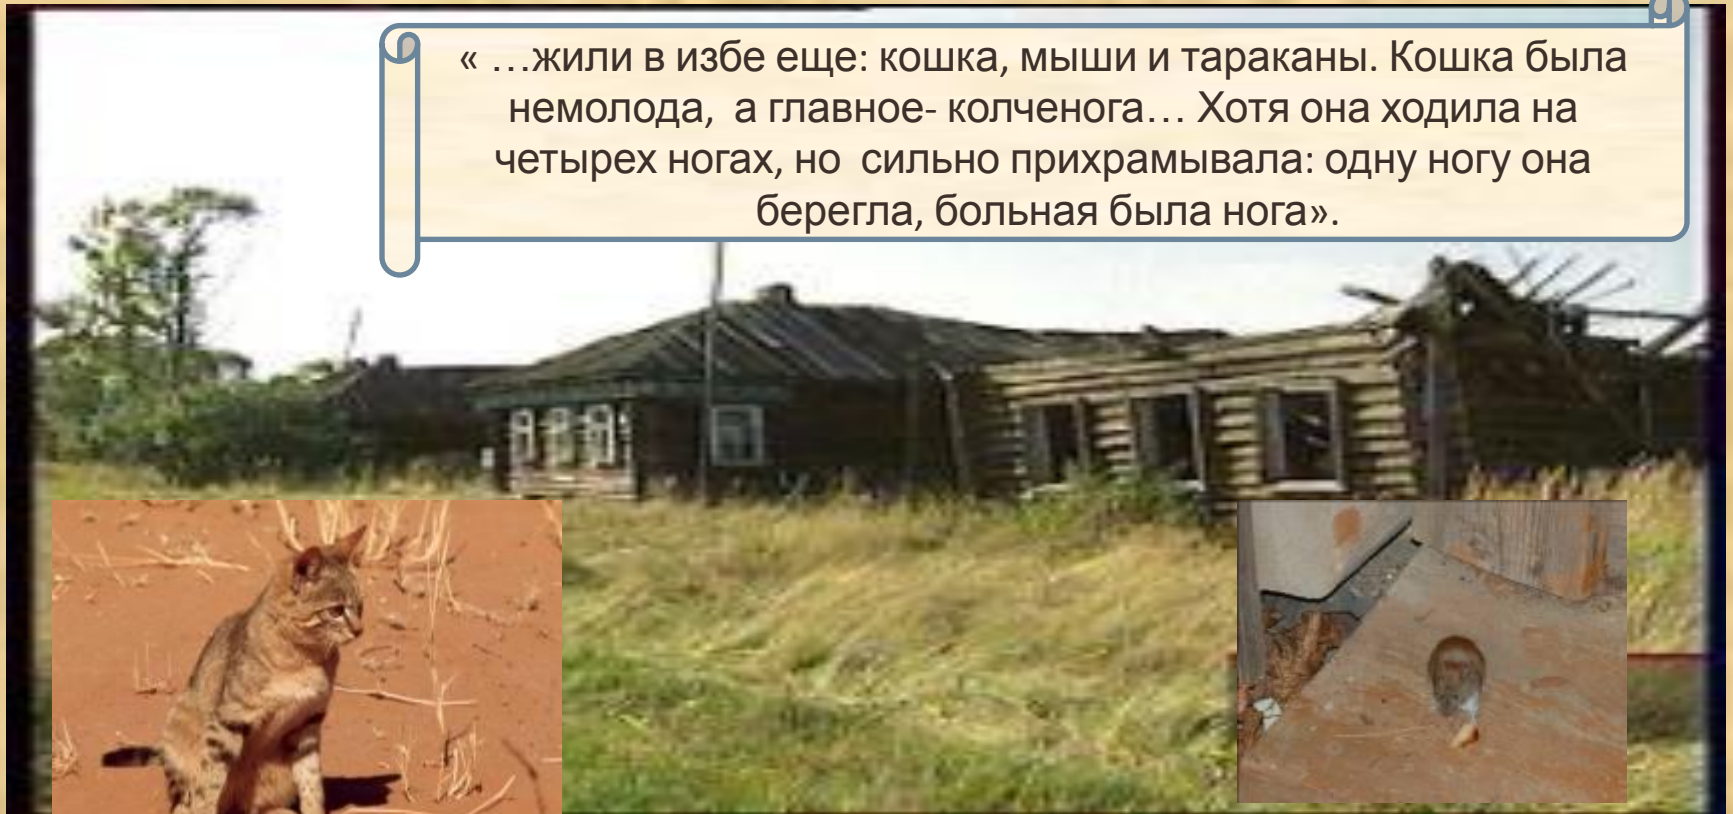 « …жили в избе еще: кошка, мыши и тараканы. Кошка была
немолода,  а главное- колченога… Хотя она ходила на
четырех ногах, но  сильно прихрамывала: одну ногу она
берегла, больная была нога».